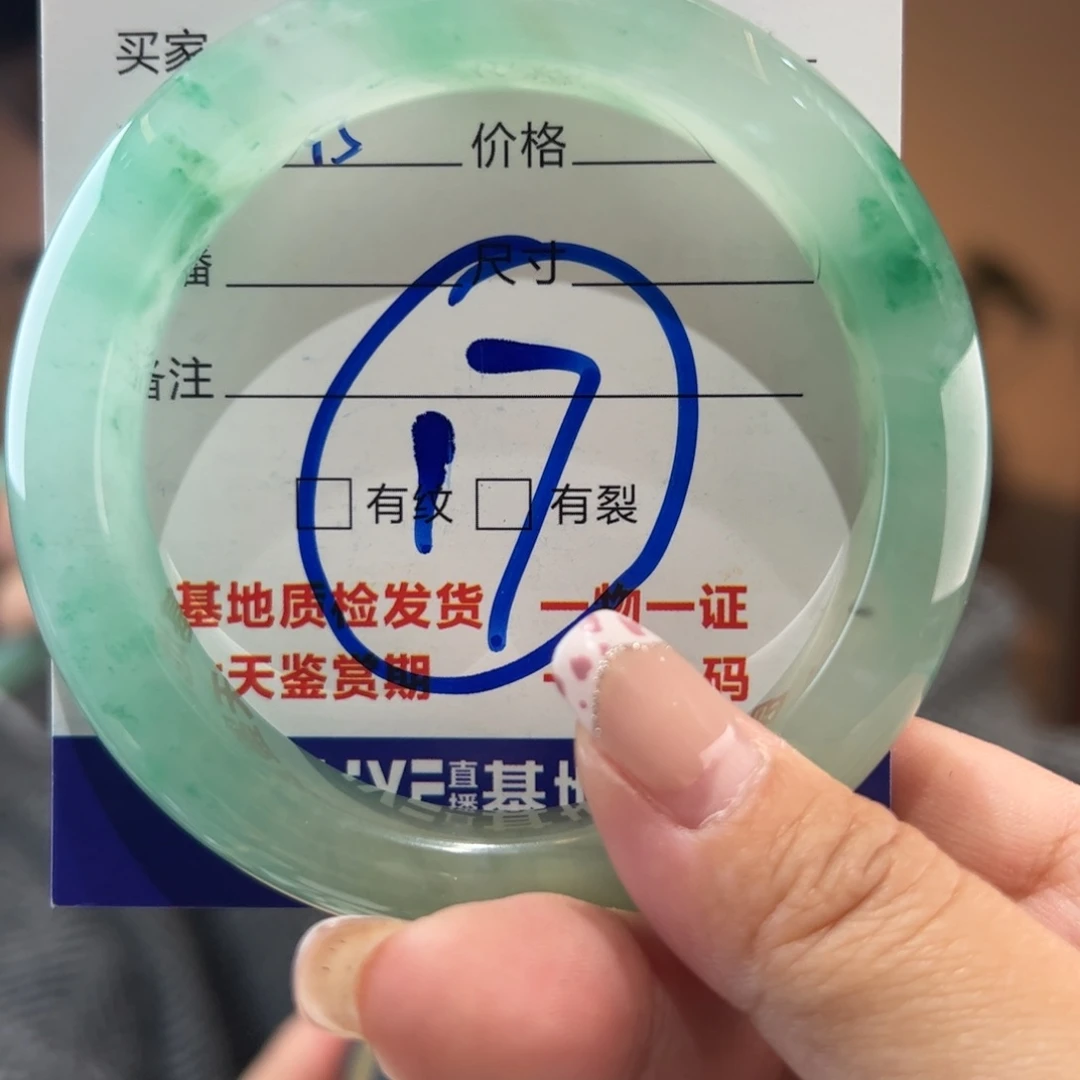 买家
价格
播 尺寸
备注
17
有纹 有裂
基地质检发货 一物一证
天鉴赏期 码
直播 基地